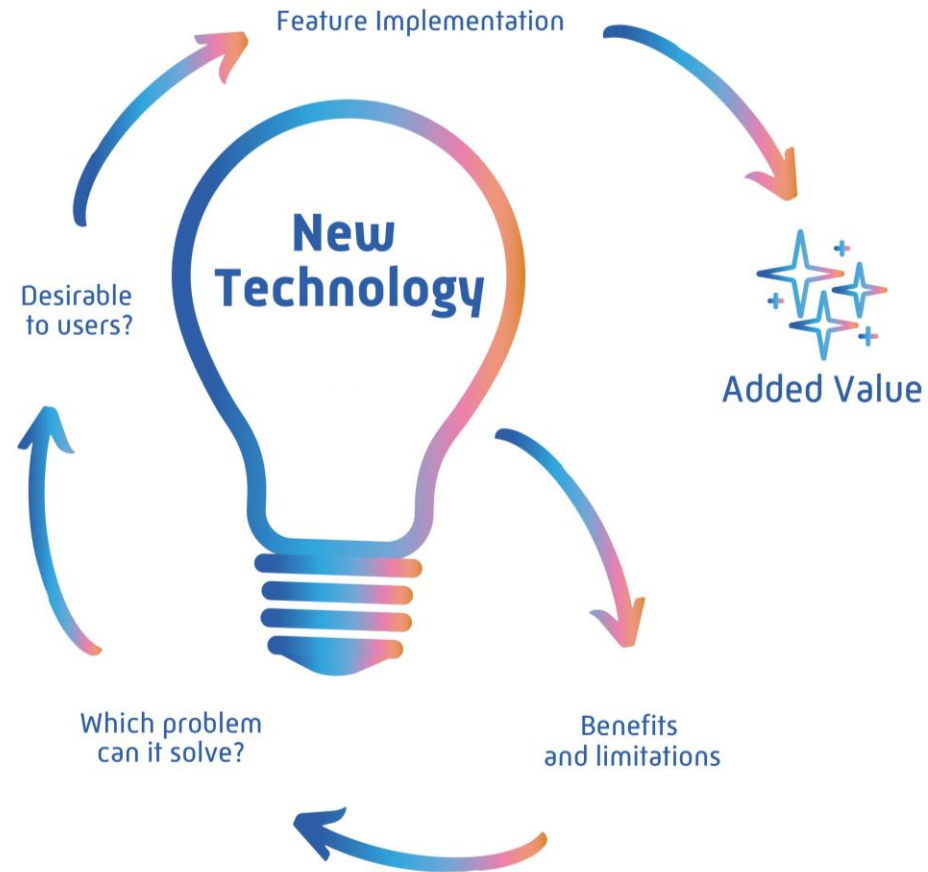 Feature Implementation
New
Technology
Desirable
to users?
Added Value
Which problem
can it solve?
Benefits
and limitations